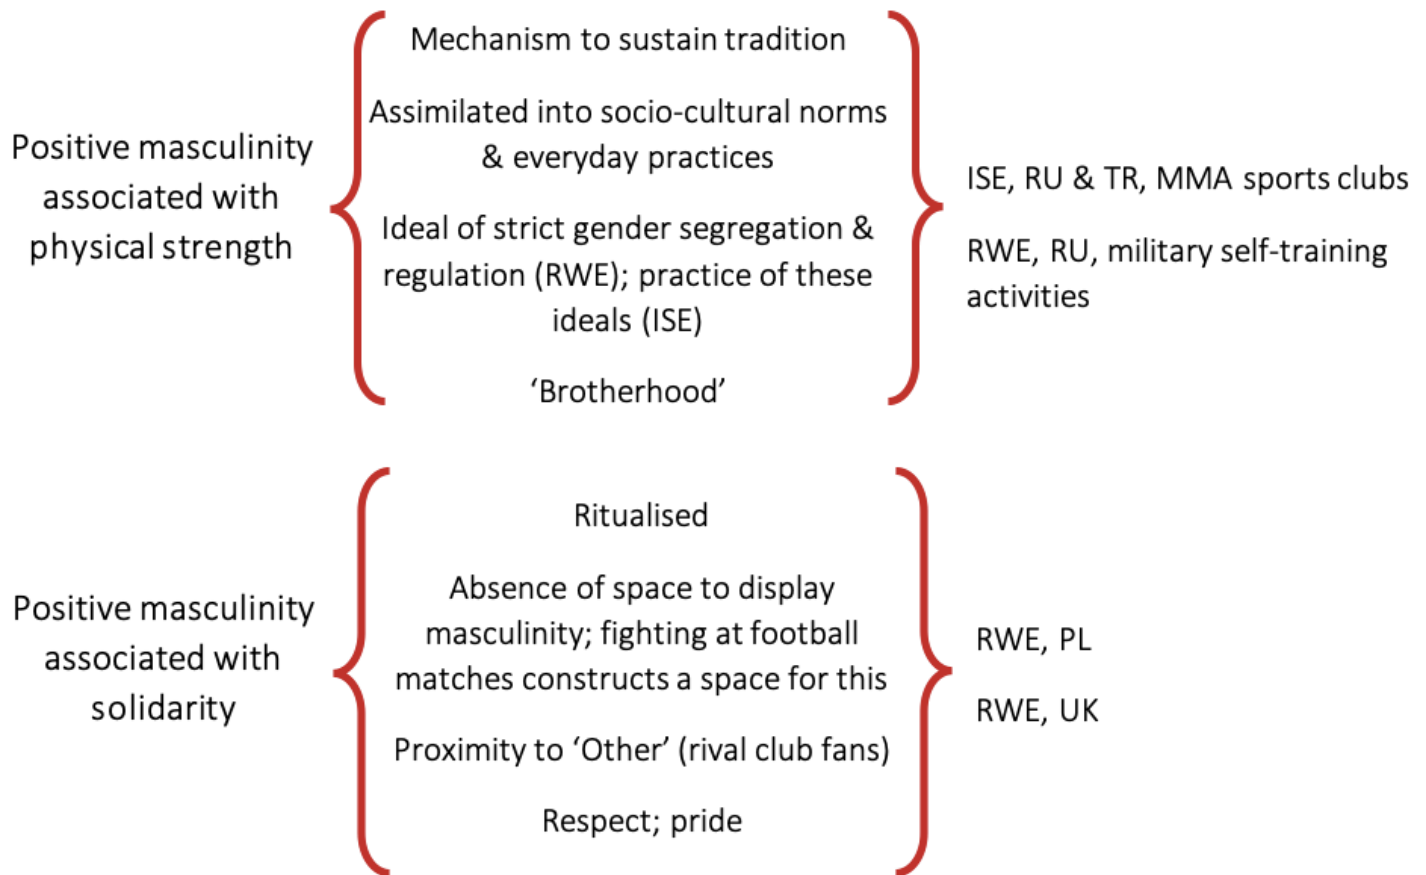 Positive masculinity
associated with
physical strength
Mechanism to sustain tradition
Assimilated into socio-cultural norms
& everyday practices
Ideal of strict gender segregation &
regulation (RWE); practice of these
ideals (ISE)
‘Brotherhood’
ISE, RU & TR, MMA sports clubs
RWE, RU, military self-training
activities
Positive masculinity
associated with
solidarity
Ritualised
Absence of space to display
masculinity; fighting at football
matches constructs a space for this
Proximity to ‘Other’ (rival club fans)
Respect; pride
RWE, PL
RWE, UK